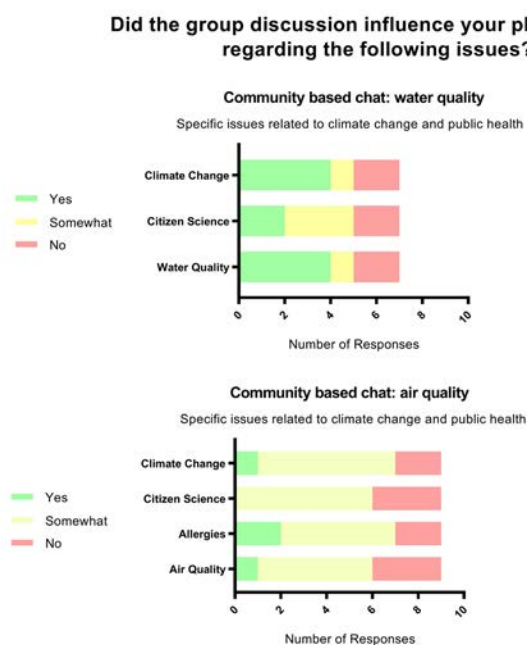 Did the group discussion influence your pl
regarding the following issues?
Community based chat: water quality
Specific issues related to climate change and public health
Climate Change
Yes
Somewhat
Citizen Science
No
Water Quality
0 2 4 6 8 10
Number of Responses
Community based chat: air quality
Specific issues related to climate change and public health
Climate Change
Yes
Citizen Science
Somewhat
Allergies
No
Air Quality
0 2 4 6 8 10
Number of Responses